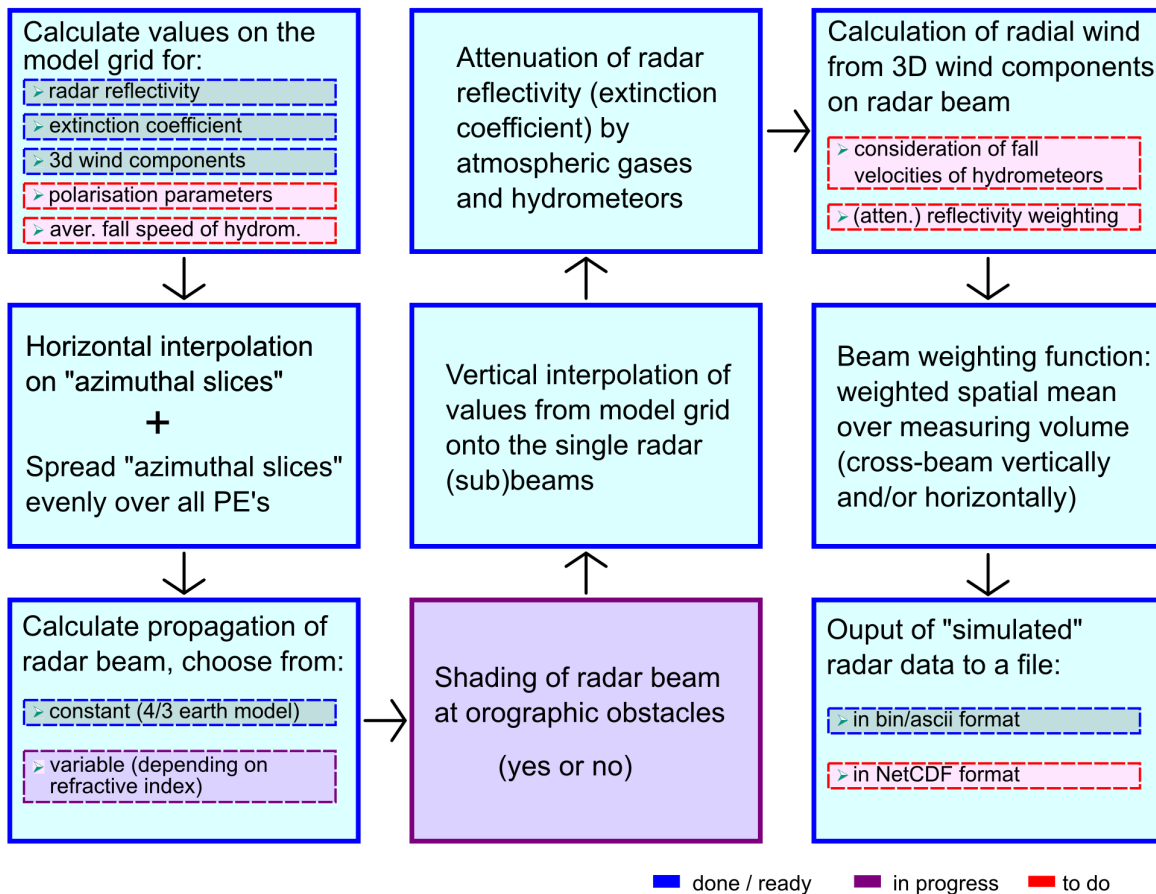 Calculate values on the
model grid for:
radar reflectivity
extinction coefficient
3d wind components
polarisation parameters
aver. fall speed of hydrom.
Horizontal interpolation
on "azimuthal slices"
+
Spread "azimuthal slices"
evenly over all PE's
Calculate propagation of
radar beam, choose from:
constant (4/3 earth model)
variable (depending on
refractive index)
Shading of radar beam
at orographic obstacles
(yes or no)
Vertical interpolation of
values from model grid
onto the single radar
(sub)beams
Attenuation of radar
reflectivity (extinction
coefficient) by
atmospheric gases
and hydrometeors
Calculation of radial wind
from 3D wind components
on radar beam
consideration of fall
velocities of hydrometeors
(atten.) reflectivity weighting
Beam weighting function:
weighted spatial mean
over measuring volume
(cross-beam vertically
and/or horizontally)
Ouput of "simulated"
radar data to a file:
in bin/ascii format
in NetCDF format
done / ready
in progress
to do